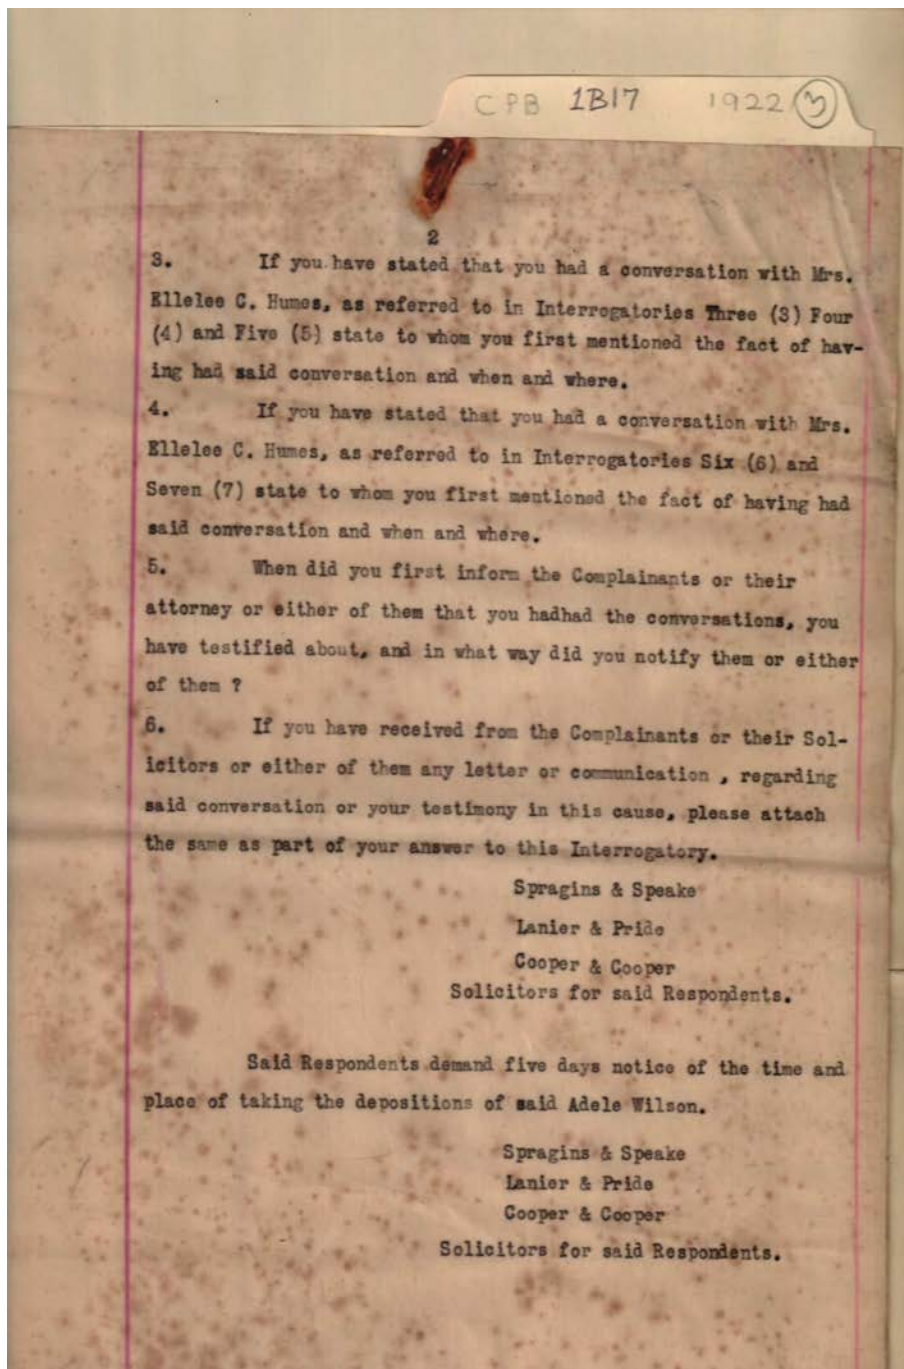 CPB 1B17 1922 3
2
3. If you have stated that you had a conversation with Mrs.
Ellelee C. Humes, as referred to in Interrogatories Three (3) Four
(4) and Five (5) state to whom you first mentioned the fact of hav-
ing had said conversation and when and where.
4. If you have stated that you had a conversation with Mrs.
Ellelee C. Humes, as referred to in Interrogatories Six (6) and
Seven (7) state to whom you first mentioned the fact of having had
said conversation and when and where.
5. When did you first inform the Complainants or their
attorney or either of them that you hadhad the conversations, you
have testified about, and in what way did you notify them or either
of them ?
6. If you have received from the Complainants or their Sol-
icitors or either of them any letter or communication , regarding
said conversation or your testimony in this cause, please attach
the same as part of your answer to this Interrogatory.
Spragins & Speake
Lanier & Pride
Cooper & Cooper
Solicitors for said Respondents.
Said Respondents demand five days notice of the time and
place of taking the depositions of said Adele Wilson.
Spragins & Speake
Lanier & Pride
Cooper & Cooper
Solicitors for said Respondents.